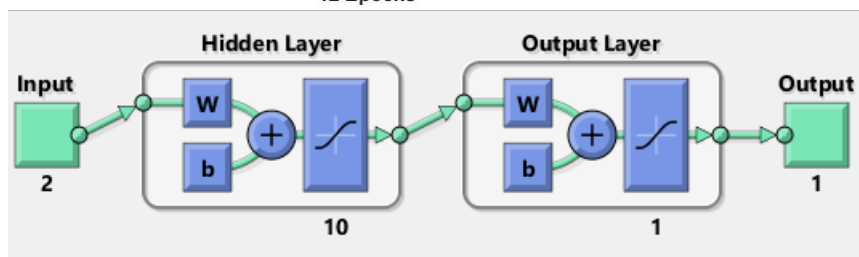 Hidden Layer
Output Layer
Input
Output
W
W
+
+
b
b
2
1
10
1